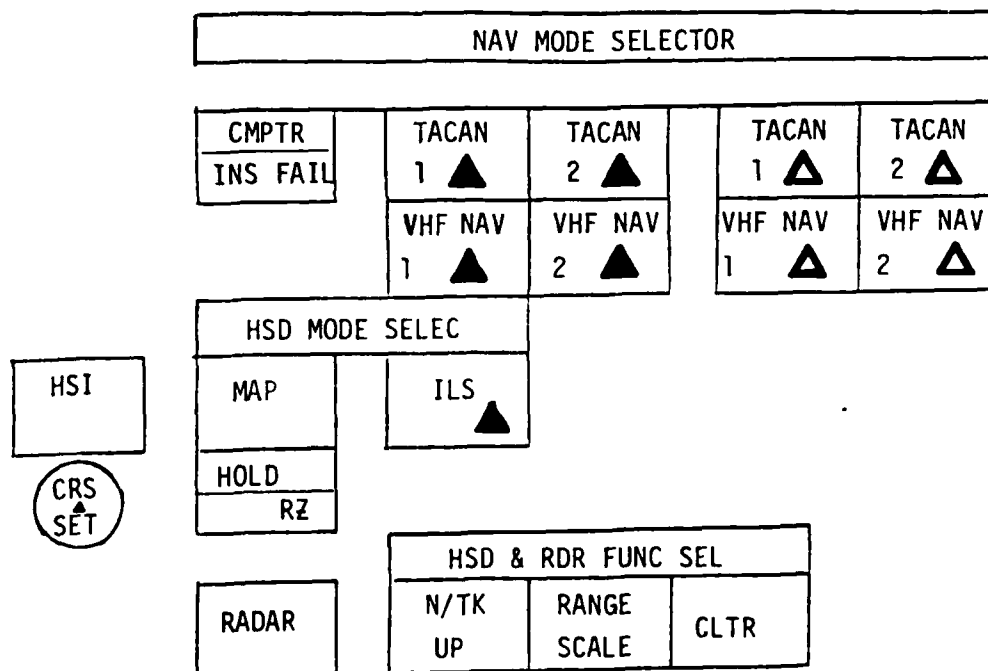 NAV MODE SELECTOR
CMPTR TACAN TACAN TACAN TACAN
INS FAIL 1 2 1 2
VHF NAV VHF NAV VHF NAV VHF NAV
1 2 1 2
HSD MODE SELEC
HSI MAP ILS
HOLD
CRS
RZ
SET
HSD & RDR FUNC SEL
N/TK RANGE
RADAR CLTR
UP SCALE